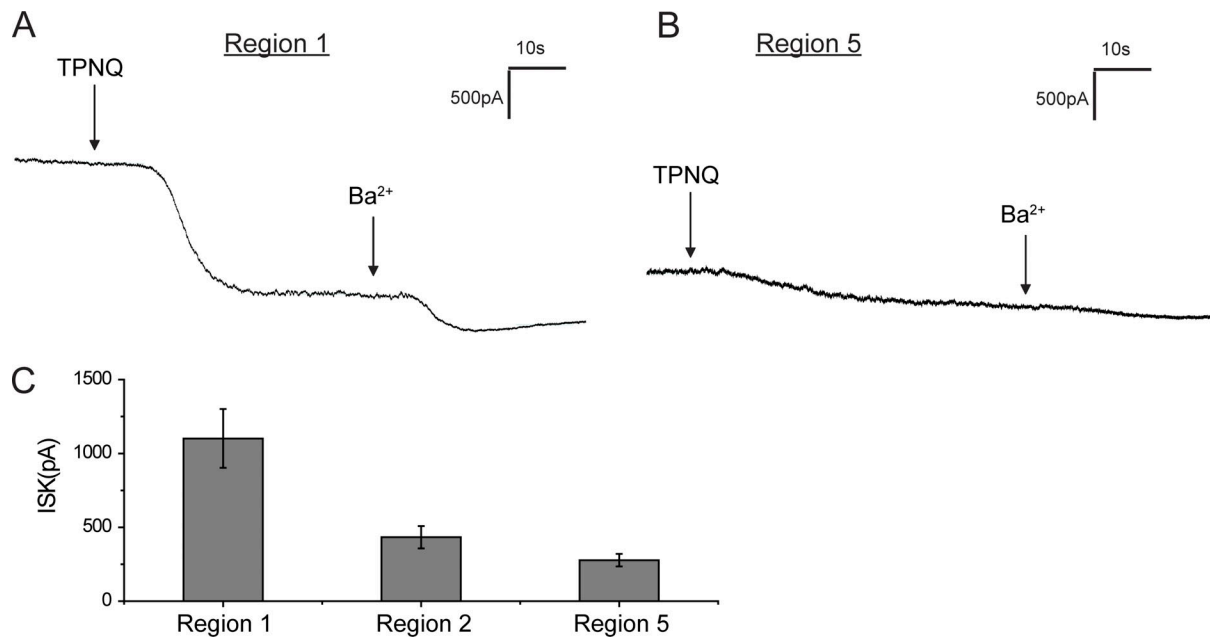 A
Region 1
10s
500pA
TPNQ
Ba²⁺
B
Region 5
10s
500pA
TPNQ
Ba²⁺
C
ISK(pA)
1500
1000
500
0
Region 1 Region 2 Region 5